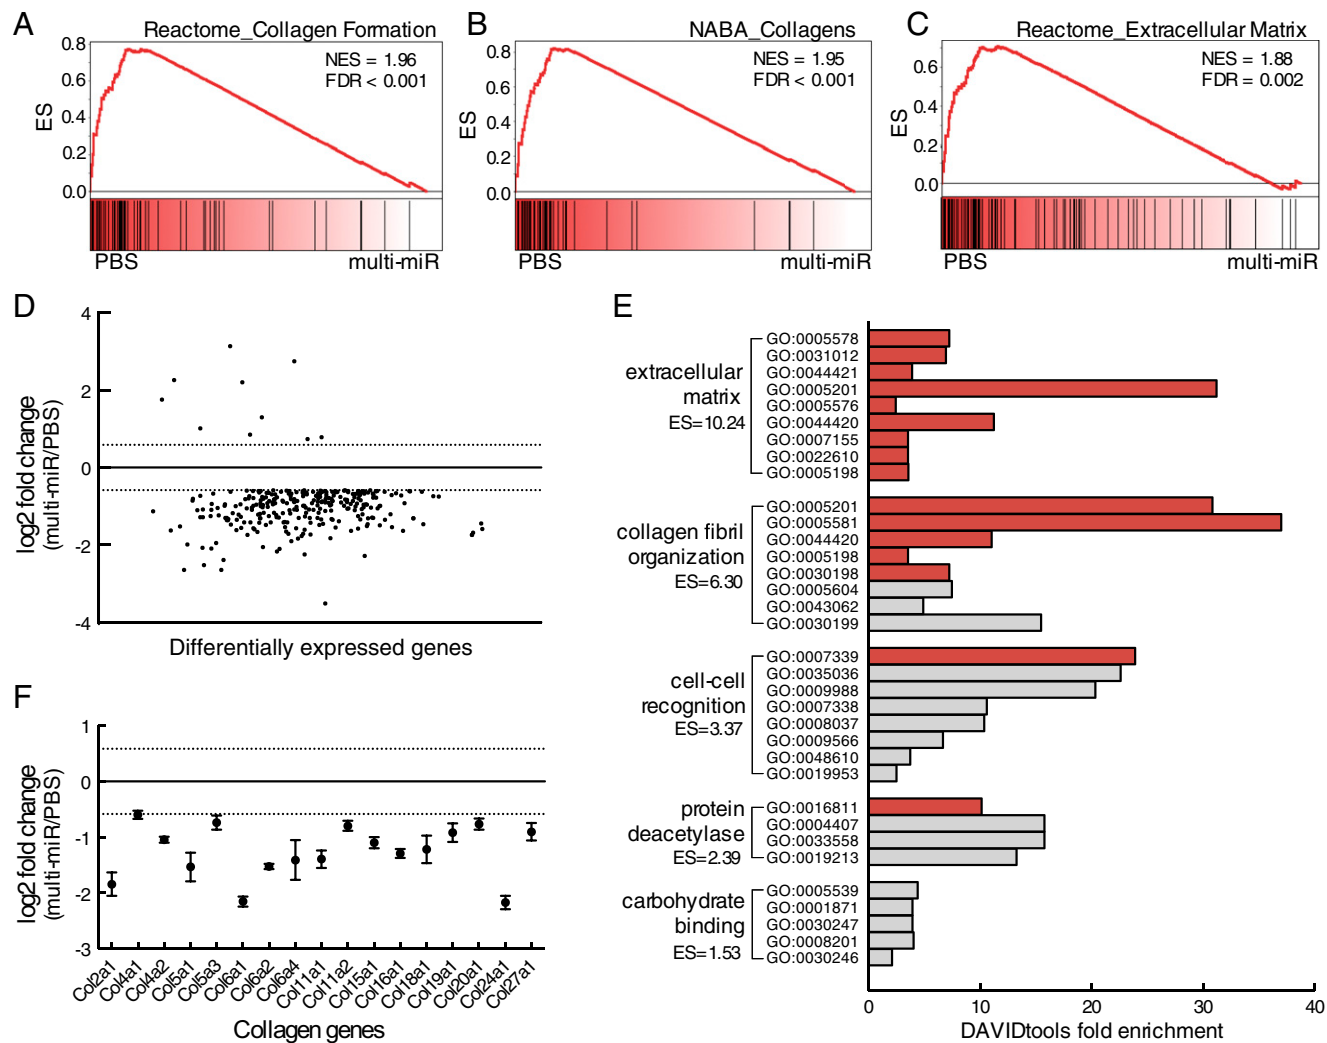 A
Reactome_Collagen Formation
NES = 1.96
FDR < 0.001
ES
0.8
0.6
0.4
0.2
0.0
PBS
multi-miR
B
NABA_Collagens
NES = 1.95
FDR < 0.001
ES
0.8
0.6
0.4
0.2
0.0
PBS
multi-miR
C
Reactome_Extracellular Matrix
NES = 1.88
FDR = 0.002
ES
0.6
0.4
0.2
0.0
PBS
multi-miR
D
log2 fold change
(multi-miR/PBS)
4
2
0
-2
-4
Differentially expressed genes
E
extracellular
matrix
ES=10.24
GO:0005578
GO:0031012
GO:0044421
GO:0005201
GO:0005576
GO:0044420
GO:0007155
GO:0022610
GO:0005198
collagen fibril
organization
ES=6.30
GO:0005201
GO:0005581
GO:0044420
GO:0005198
GO:0030198
GO:0005604
GO:0043062
GO:0030199
cell-cell
recognition
ES=3.37
GO:0007339
GO:0035036
GO:0009988
GO:0007338
GO:0008037
GO:0009566
GO:0048610
GO:0019953
protein
deacetylase
ES=2.39
GO:0016811
GO:0004407
GO:0033558
GO:0019213
carbohydrate
binding
ES=1.53
GO:0005539
GO:0001871
GO:0030247
GO:0008201
GO:0030246
0
10
20
30
40
DAVIDtools fold enrichment
F
log2 fold change
(multi-miR/PBS)
1
0
-1
-2
-3
Col2a1
Col4a1
Col4a2
Col5a1
Col5a3
Col6a1
Col6a2
Col6a4
Col11a1
Col11a2
Col15a1
Col16a1
Col18a1
Col19a1
Col20a1
Col24a1
Col27a1
Collagen genes